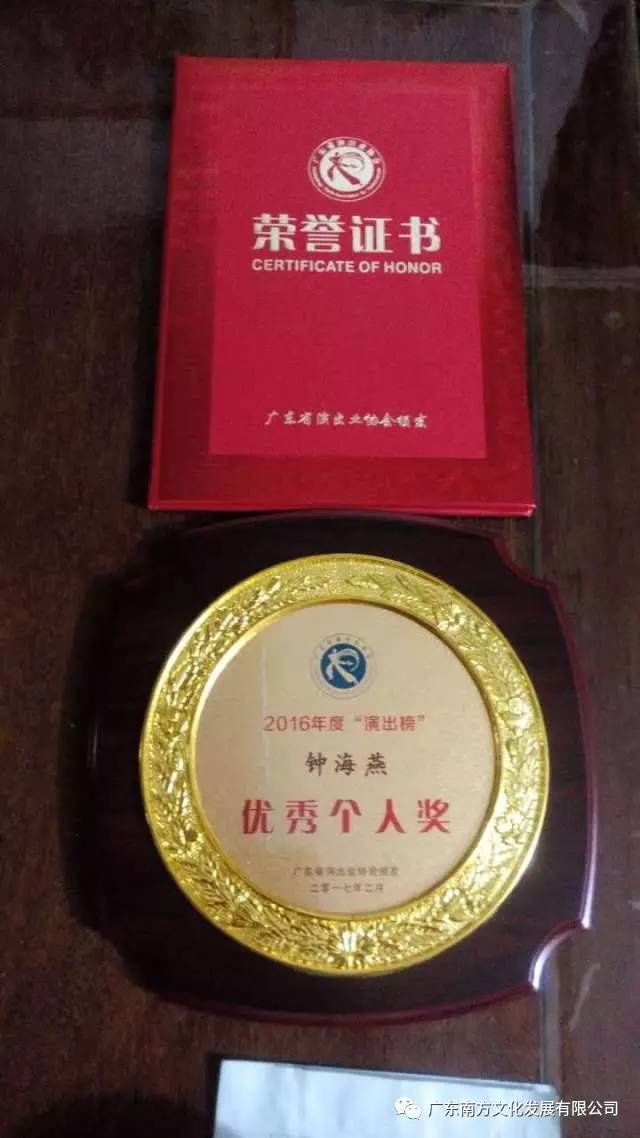 荣誉证书
CERTIFICATE OF HONOR
广东省演出业协会颁发
2016年度“演出榜”
钟海燕
优秀个人奖
广东省演出业协会颁发
二零一七年二月
广东南方文化发展有限公司